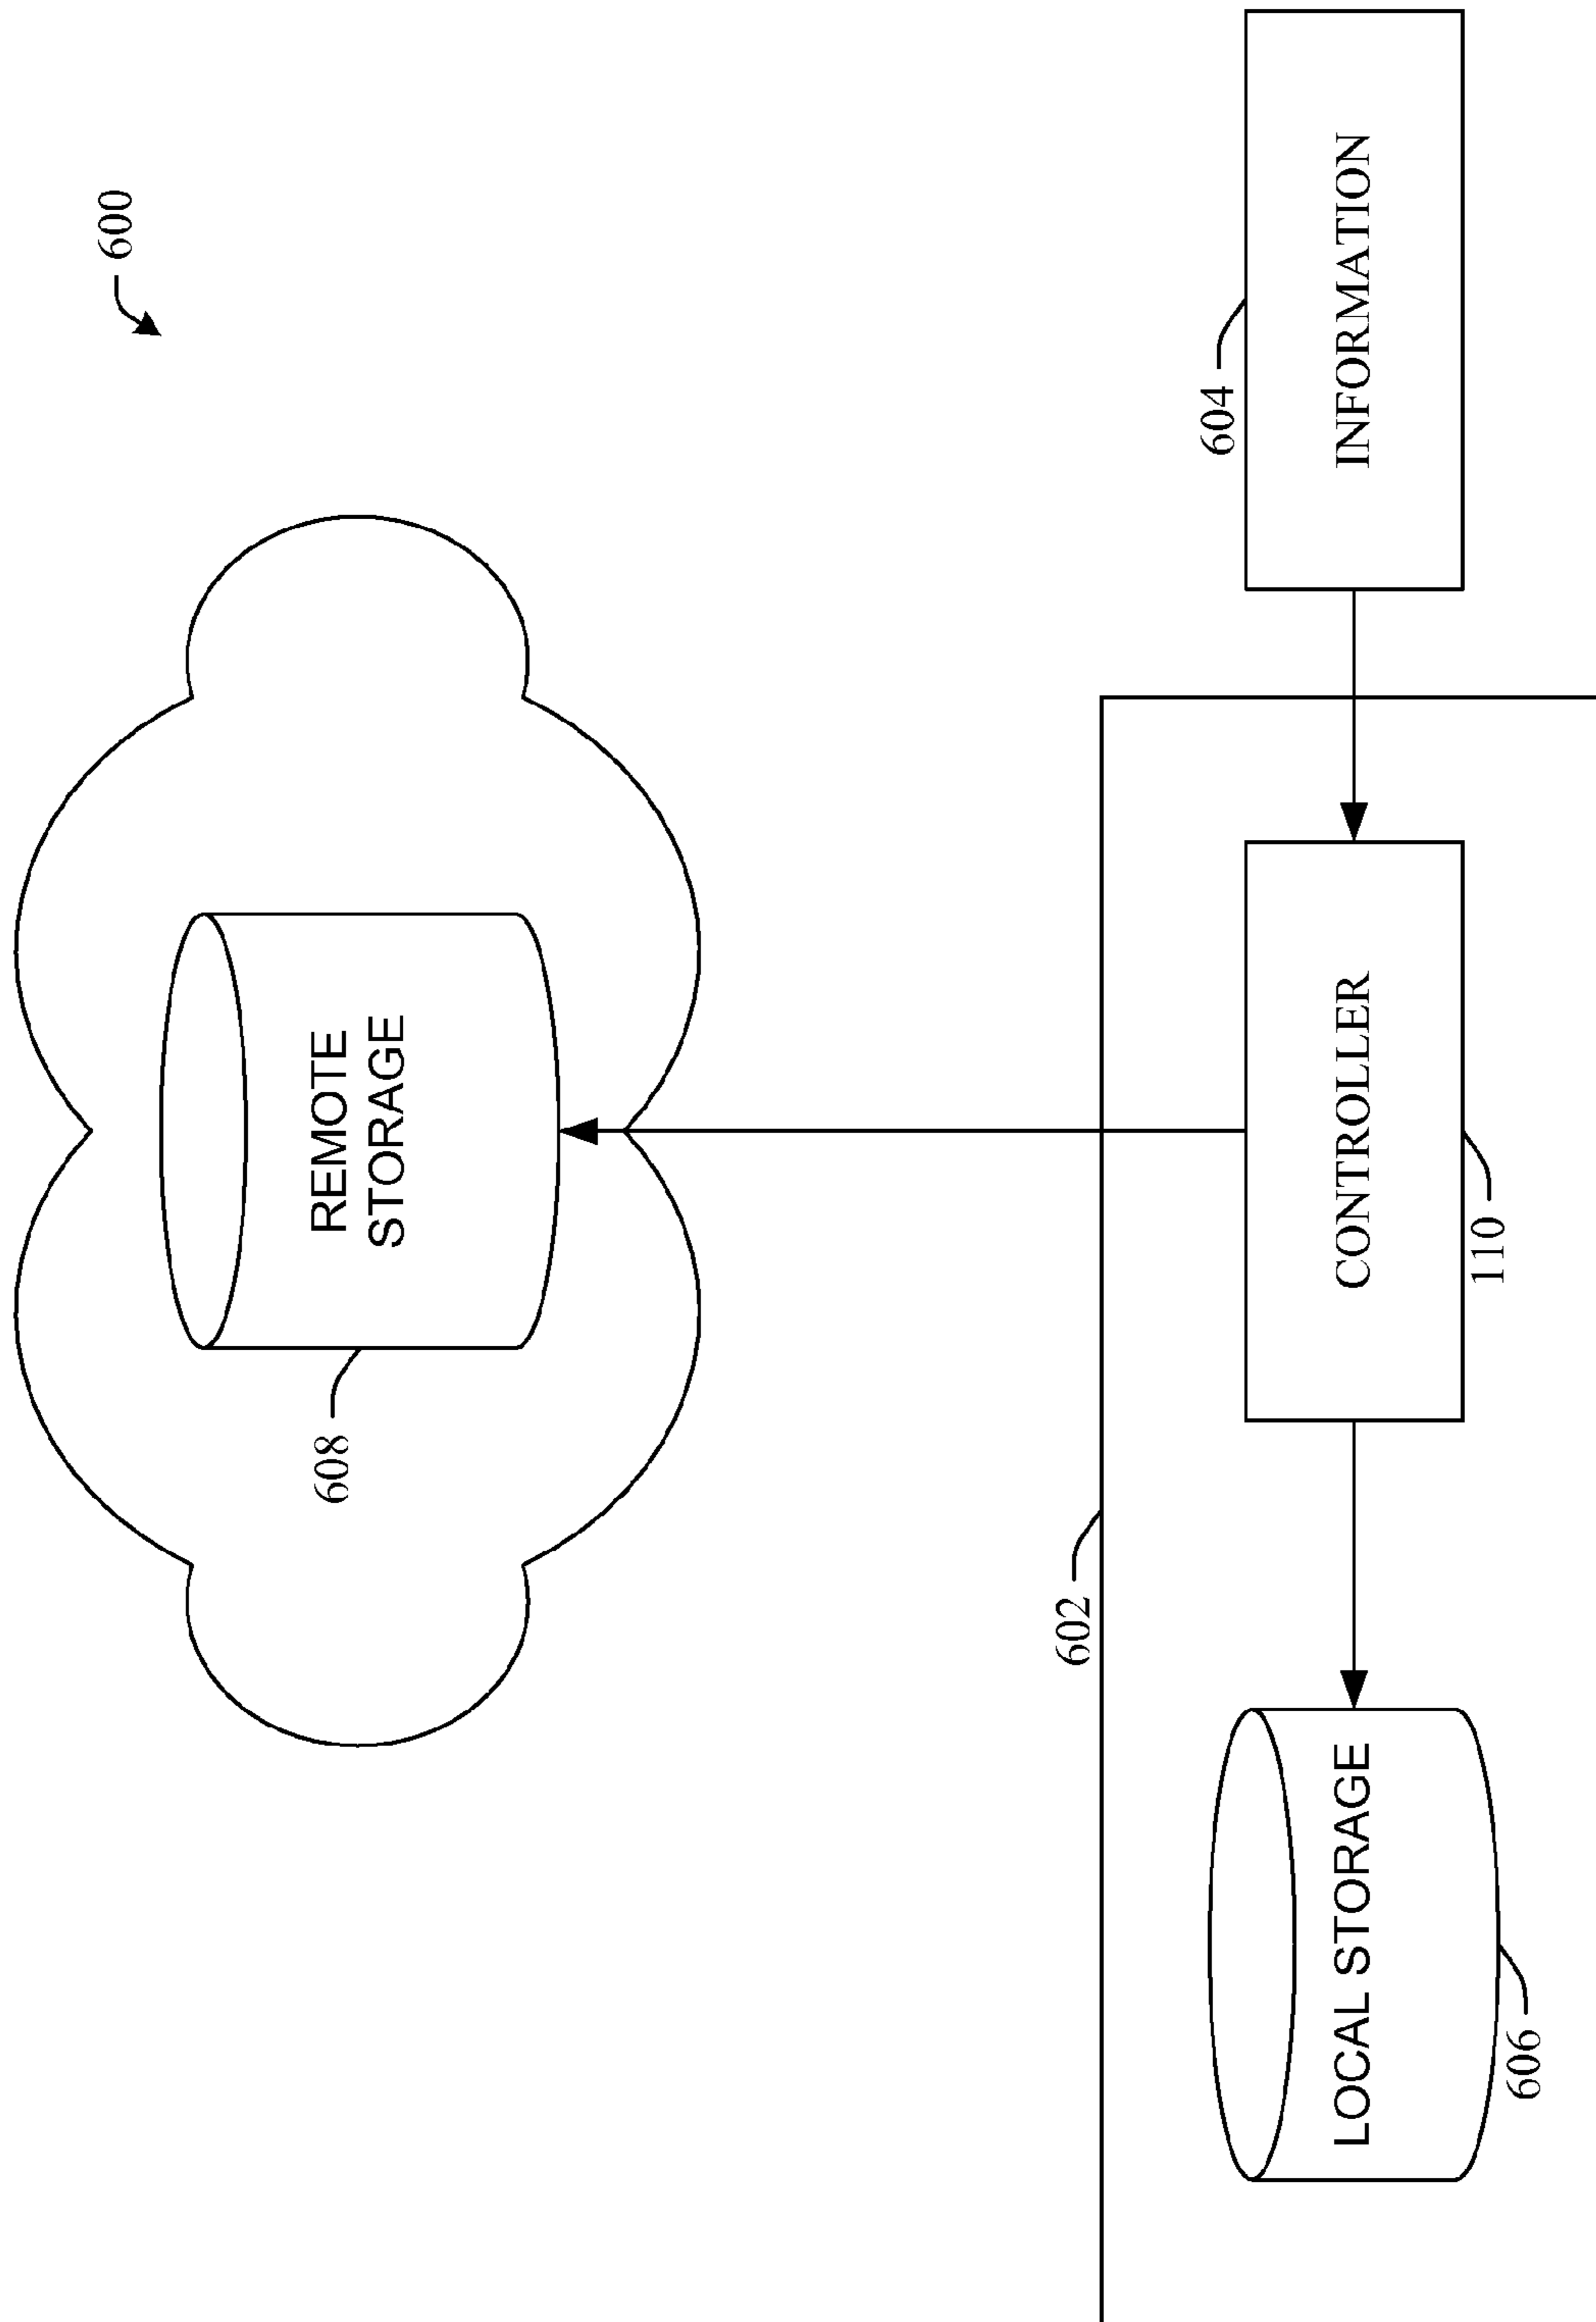 600
REMOTE
STORAGE
608
602
604
INFORMATION
CONTROLLER
110
LOCAL STORAGE
606